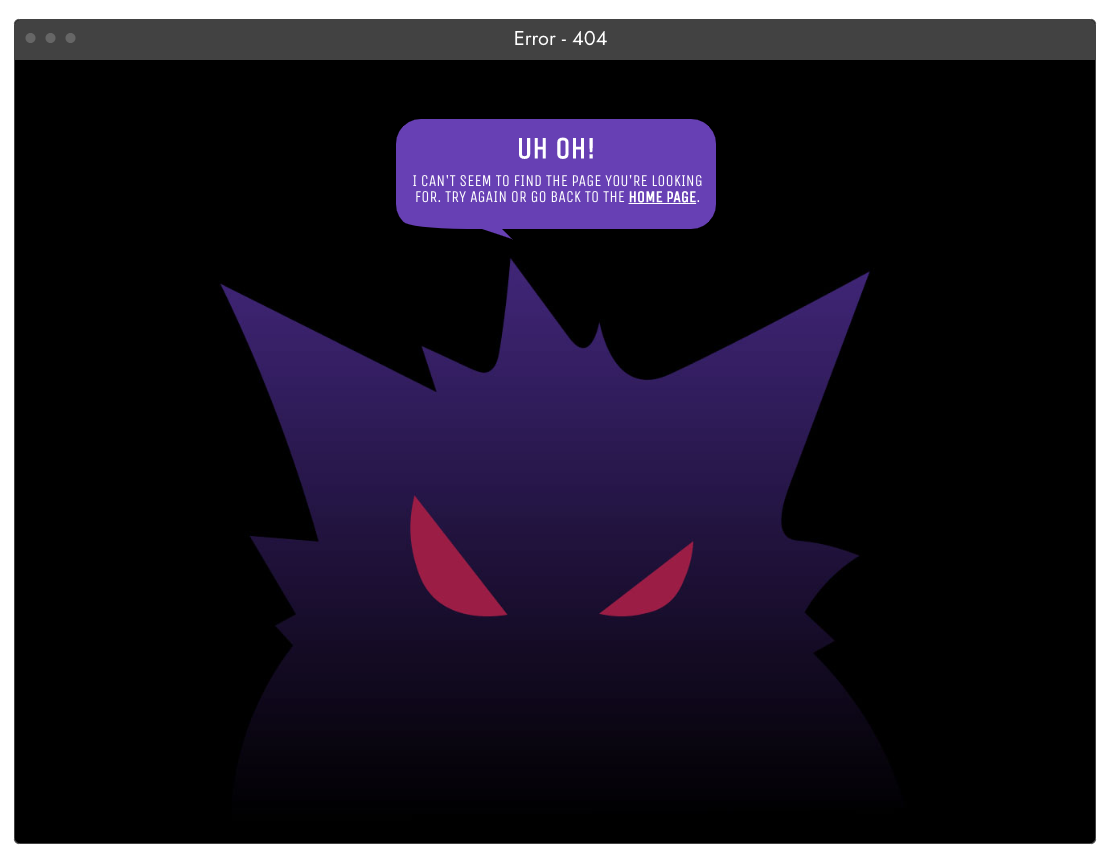 Error - 404
UH OH!
I CAN'T SEEM TO FIND THE PAGE YOU'RE LOOKING
FOR. TRY AGAIN OR GO BACK TO THE HOME PAGE.